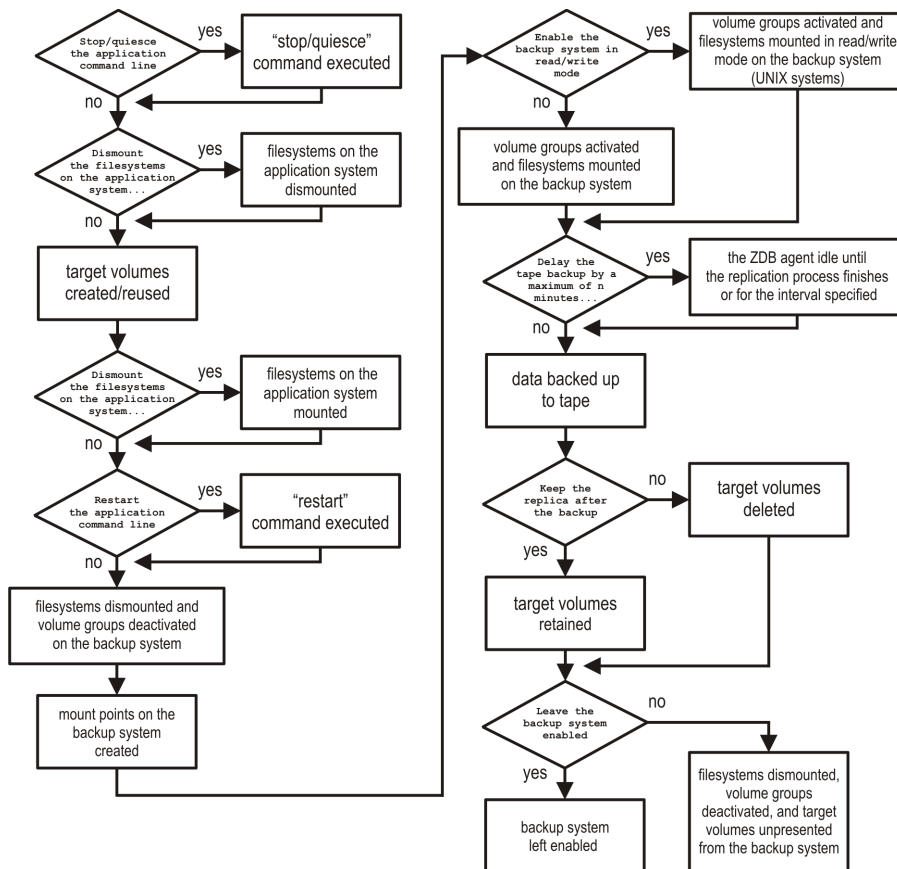 Stop/quiesce
the application
command line
yes
“stop/quiesce”
command executed
no
Dismount
the filesystems
on the application
system...
yes
filesystems on the
application system
dismounted
no
target volumes
created/reused
Dismount
the filesystems
on the application
system...
yes
filesystems on the
application system
mounted
no
Restart
the application
command line
yes
“restart”
command executed
no
filesystems dismounted and
volume groups deactivated
on the backup system
mount points on the
backup system
created
Enable the
backup system in
read/write
mode
yes
volume groups activated and
filesystems mounted in read/write
mode on the backup system
(UNIX systems)
no
volume groups activated
and filesystems mounted
on the backup system
Delay the
tape backup by a
maximum of n
minutes...
yes
the ZDB agent idle until
the replication process finishes
or for the interval specified
no
data backed up
to tape
Keep the
replica after
the backup
no
target volumes
deleted
yes
target volumes
retained
Leave the
backup system
enabled
no
filesystems dismounted,
volume groups
deactivated, and target
volumes unpresented
from the backup system
yes
backup system
left enabled